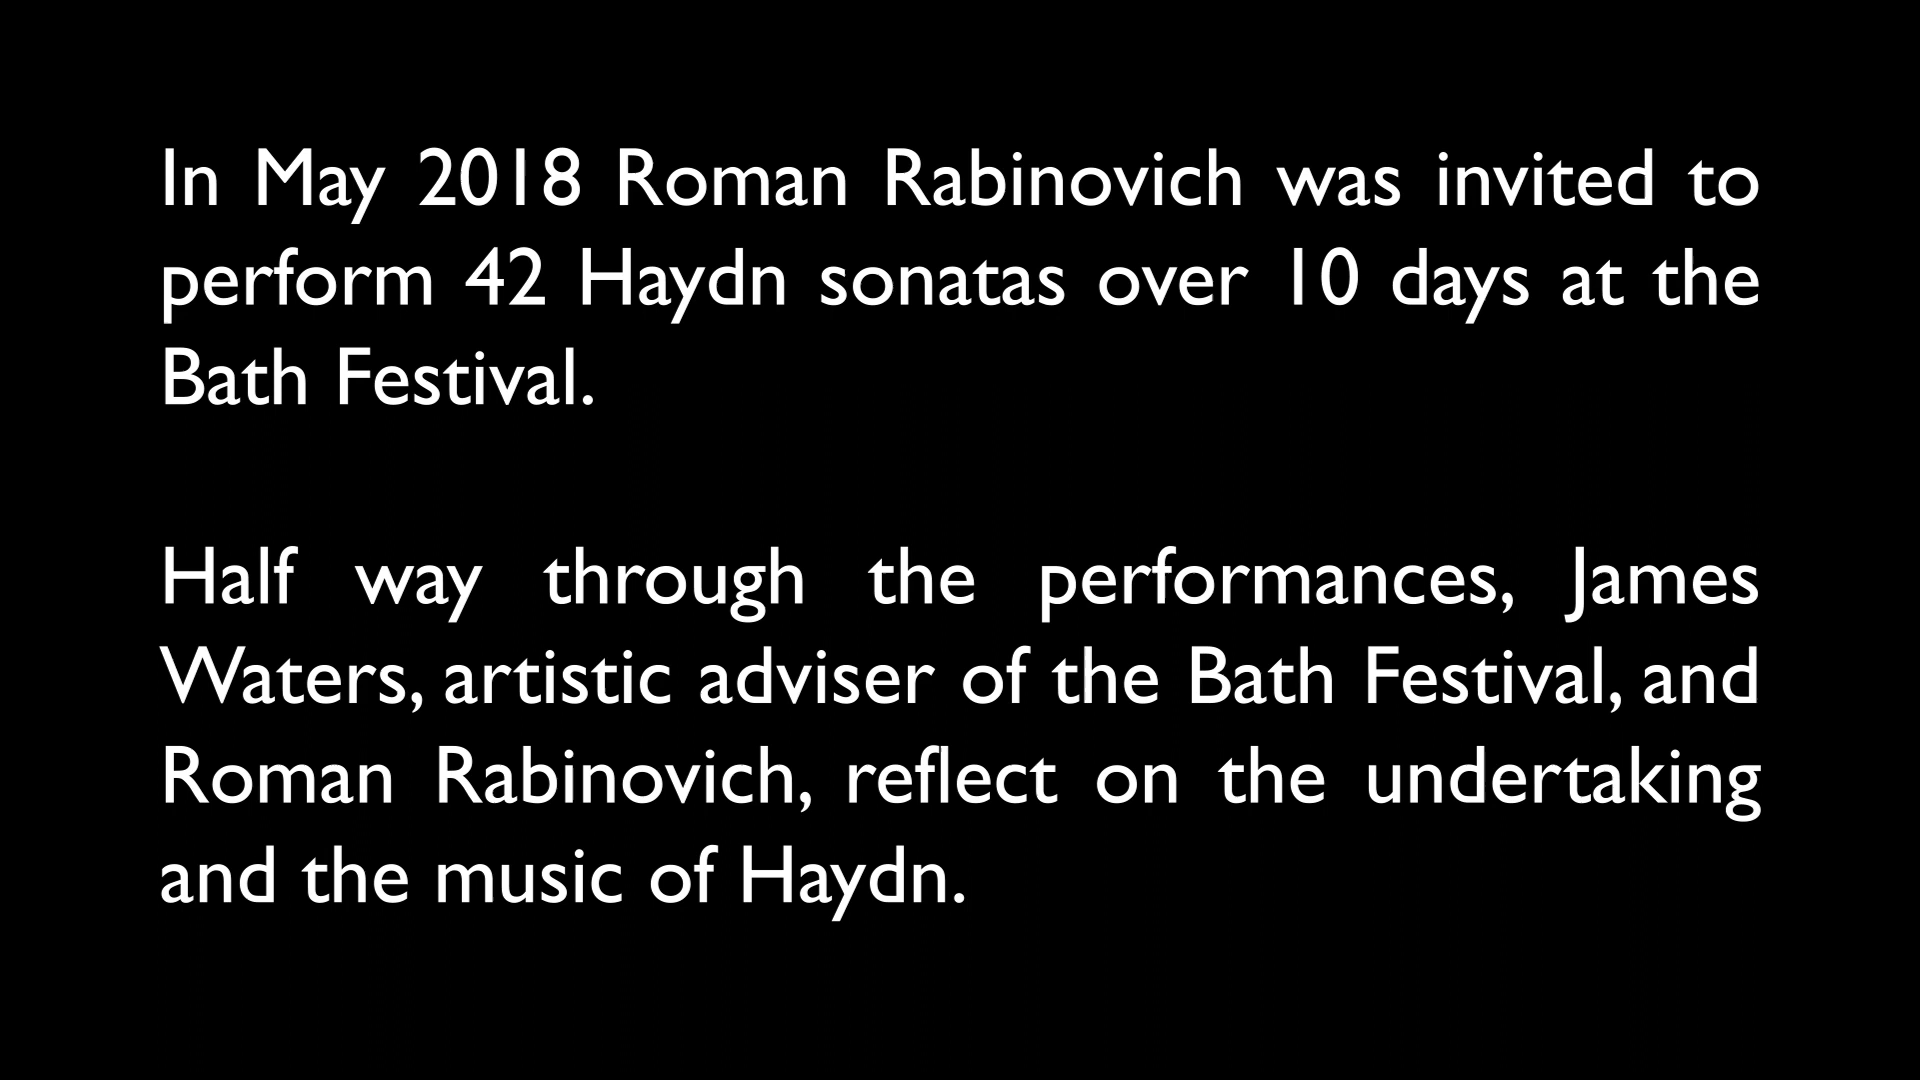 In May 2018 Roman Rabinovich was invited to
perform 42 Haydn sonatas over 10 days at the
Bath Festival.
Half way through the performances, James
Waters, artistic adviser of the Bath Festival, and
Roman Rabinovich, reflect on the undertaking
and the music of Haydn.